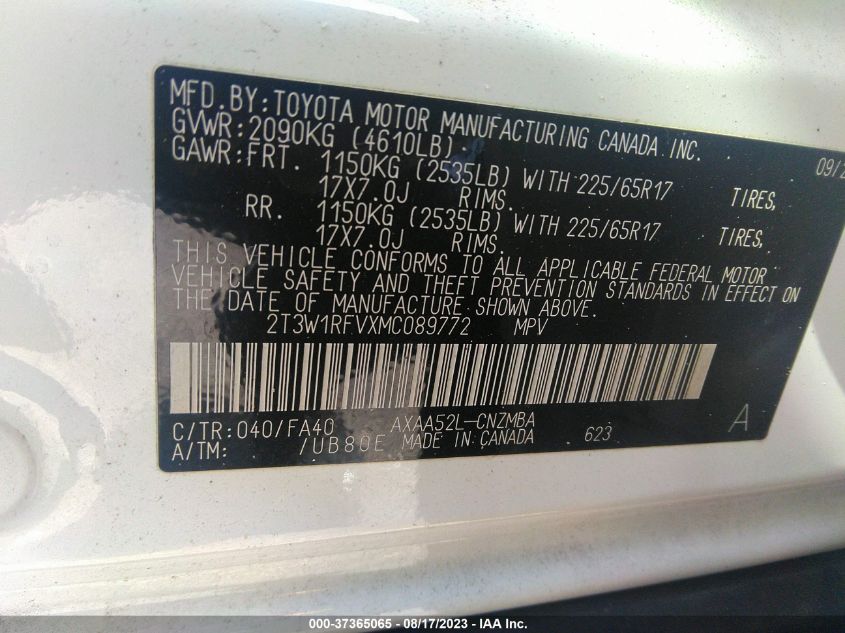 MFD.BY:TOYOTA MOTOR MANUFACTURING CANADA INC. 09/2
GVWR:2090KG (4610LB)
GAWR:FRT. 1150KG (2535LB) WITH 225/65R17 TIRES,
17X7.0J RIMS.
RR. 1150KG (2535LB) WITH 225/65R17 TIRES,
17X7.0J RIMS.
THIS VEHICLE CONFORMS TO ALL APPLICABLE FEDERAL MOTOR
VEHICLE SAFETY AND THEFT PREVENTION STANDARDS IN EFFECT ON
THE DATE OF MANUFACTURE SHOWN ABOVE.
2T3W1RFVXMC089772 MPV
C/TR:040/FA40 AXAA52L-CNZMBA A
A/TM: /UB80E MADE IN CANADA 623
000-37365065 - 08/17/2023 - IAA Inc.